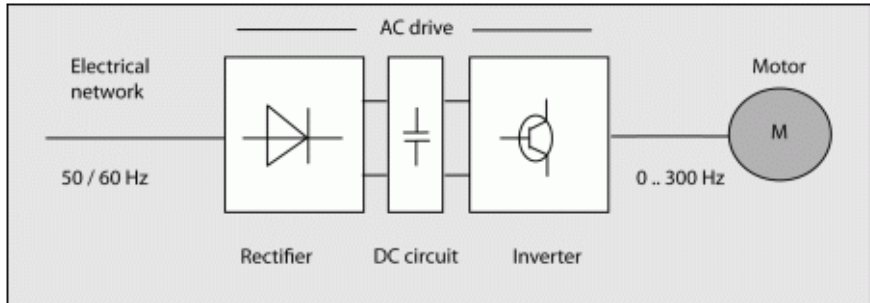 AC drive
Electrical
network
Motor
M
50 / 60 Hz
0 .. 300 Hz
Rectifier
DC circuit
Inverter